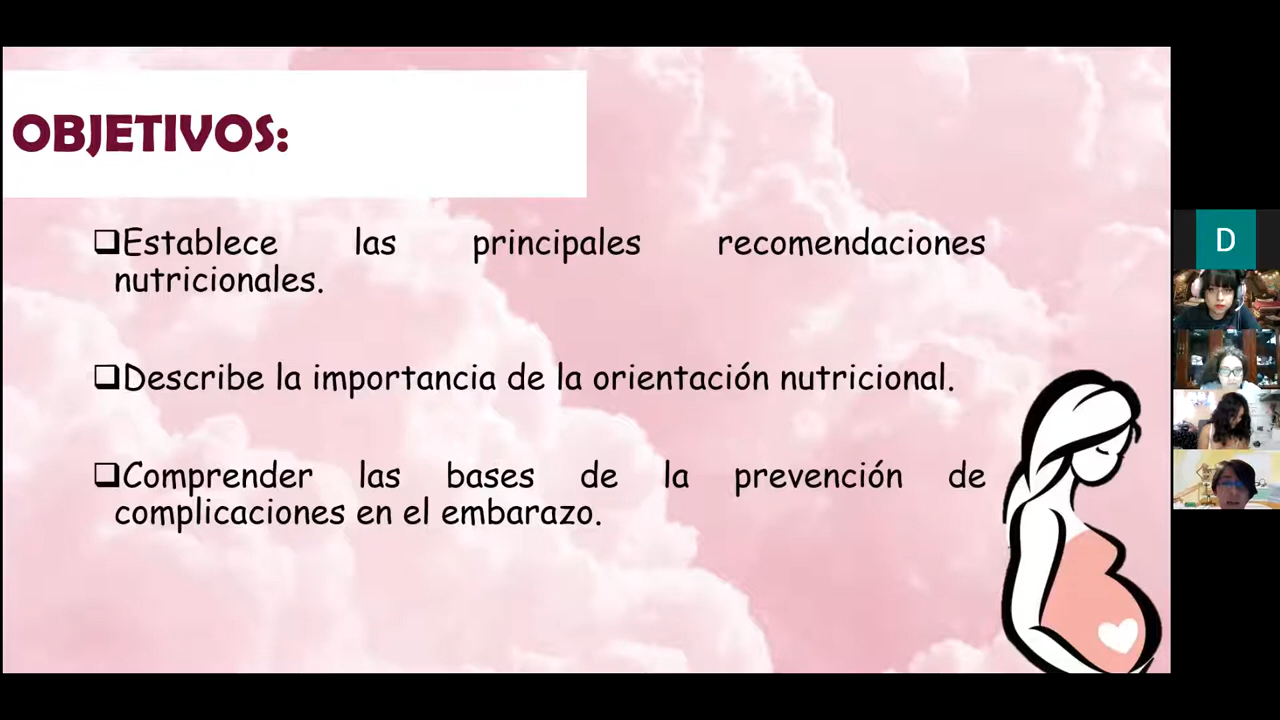 OBJETIVOS:
❑Establece las principales recomendaciones
nutricionales.
❑Describe la importancia de la orientación nutricional.
❑Comprender las bases de la prevención de
complicaciones en el embarazo.
D